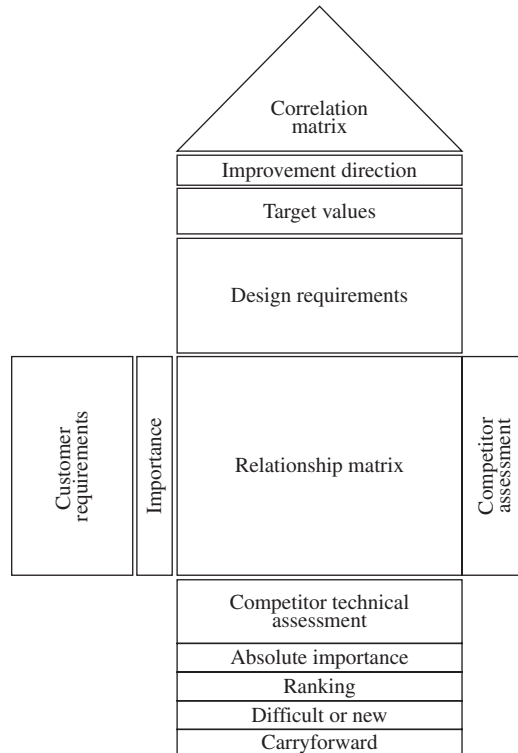 Correlation
matrix
Improvement direction
Target values
Design requirements
Customer
requirements
Importance
Relationship matrix
Competitor
assessment
Competitor technical
assessment
Absolute importance
Ranking
Difficult or new
Carryforward